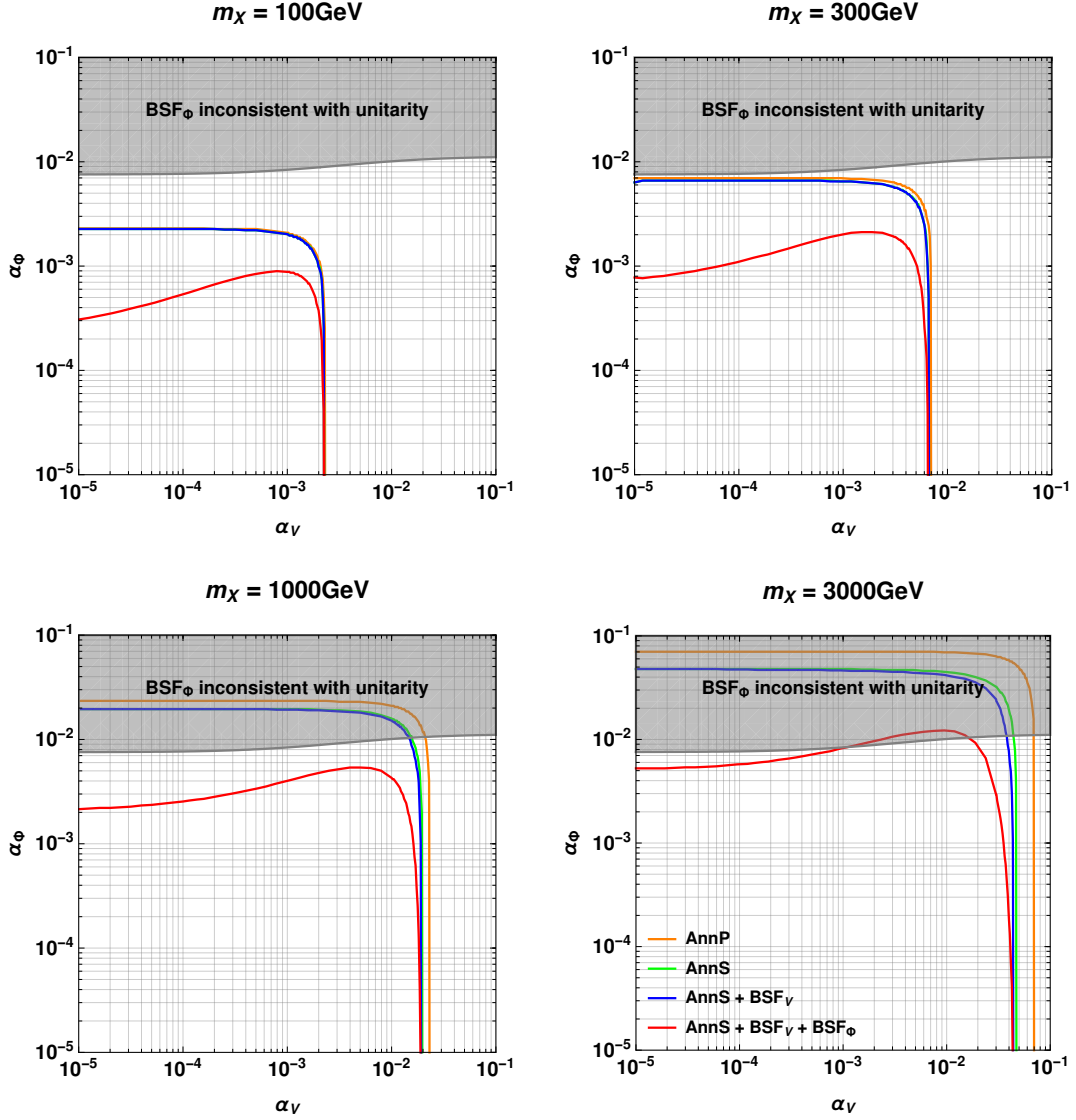 m_X = 100GeV
m_X = 300GeV
10^-1
10^-2
10^-3
10^-4
10^-5
α_Φ
BSF_Φ inconsistent with unitarity
10^-5
10^-4
10^-3
10^-2
10^-1
α_V
10^-1
10^-2
10^-3
10^-4
10^-5
α_Φ
BSF_Φ inconsistent with unitarity
10^-5
10^-4
10^-3
10^-2
10^-1
α_V
m_X = 1000GeV
m_X = 3000GeV
10^-1
10^-2
10^-3
10^-4
10^-5
α_Φ
BSF_Φ inconsistent with unitarity
10^-5
10^-4
10^-3
10^-2
10^-1
α_V
10^-1
10^-2
10^-3
10^-4
10^-5
α_Φ
BSF_Φ inconsistent with unitarity
AnnP
AnnS
AnnS + BSF_V
AnnS + BSF_V + BSF_Φ
10^-5
10^-4
10^-3
10^-2
10^-1
α_V